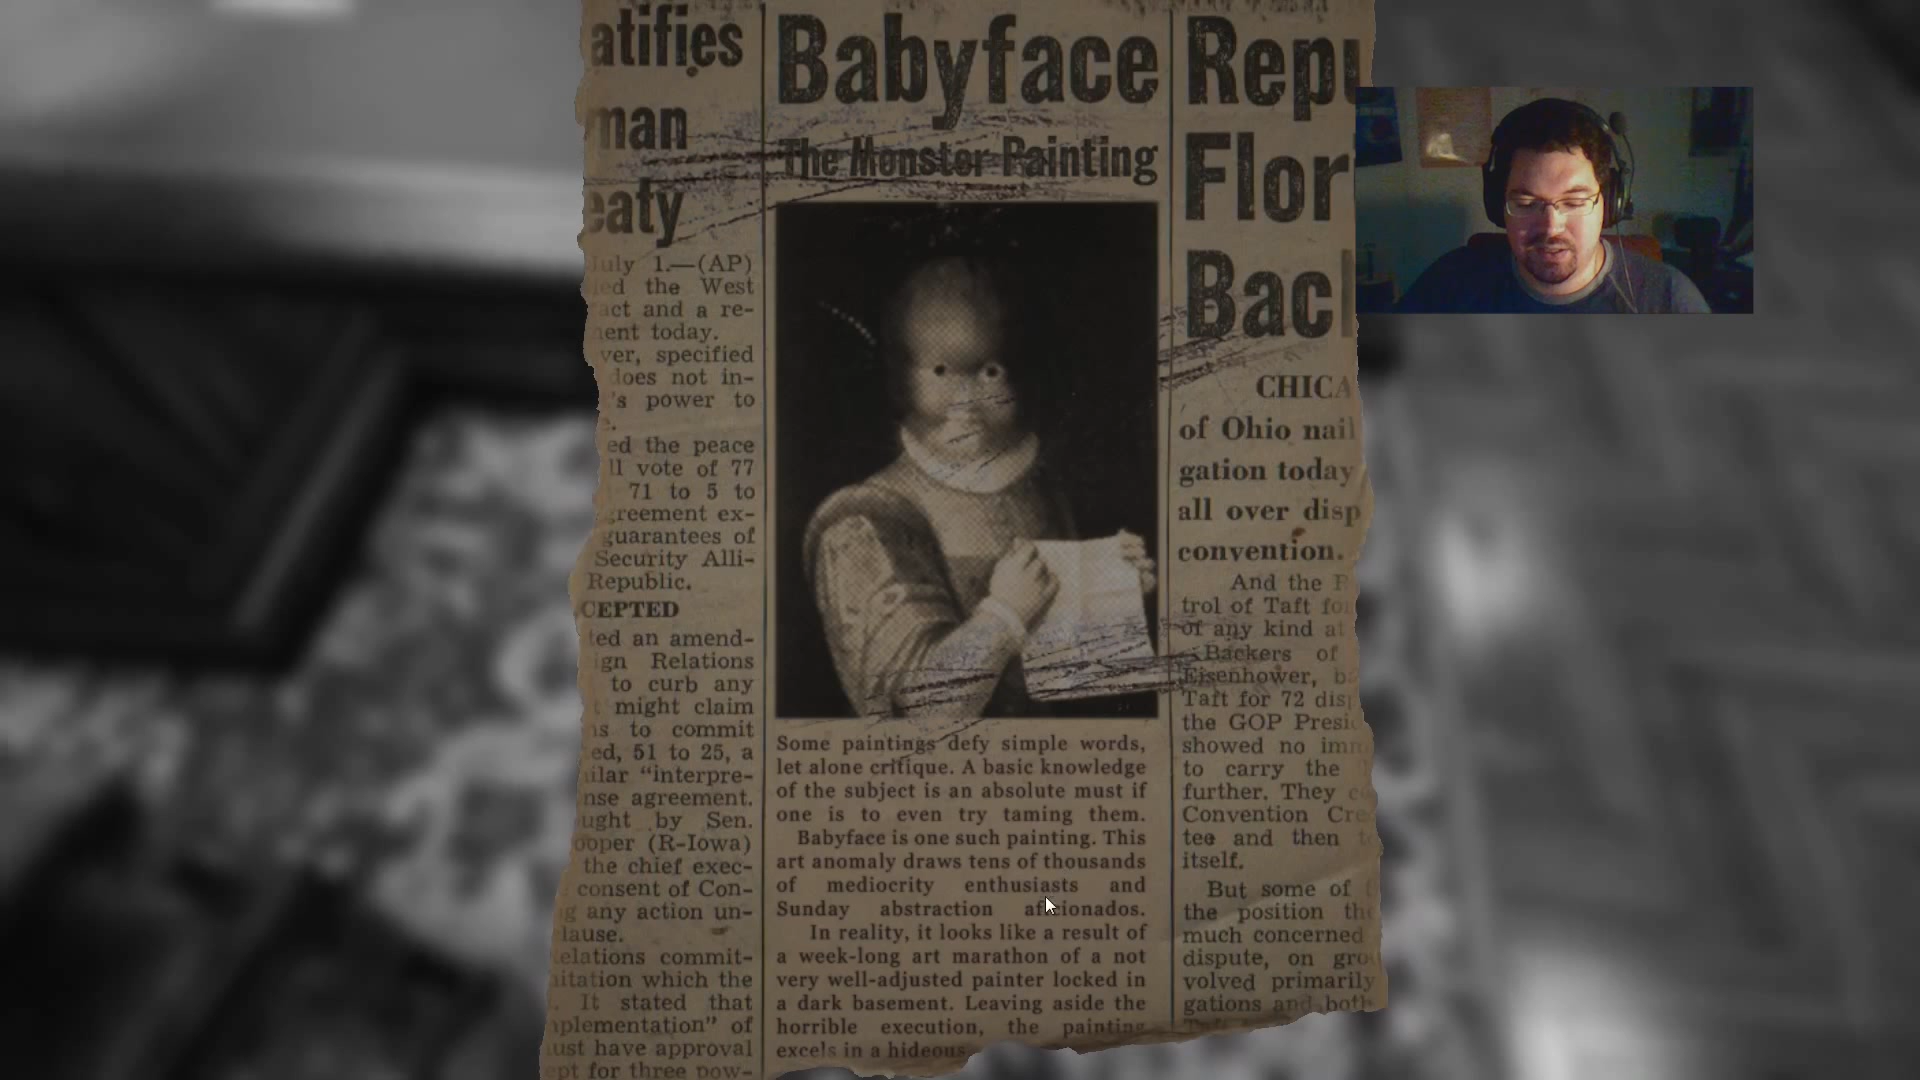 atifies
man
eaty
July 1.—(AP)
ied the West
act and a re-
ent today.
ver, specified
does not in-
's power to
e.
ed the peace
ll vote of 77
71 to 5 to
greement ex-
guarantees of
Security Alli-
Republic.
CEPTED
ted an amend-
ign Relations
to curb any
t might claim
ns to commit
ed, 51 to 25, a
ilar “interpre-
nse agreement.
ught by Sen.
ooper (R-Iowa)
the chief exec-
consent of Con-
g any action un-
lause.
elations commit-
itation which the
. It stated that
plementation” of
ust have approval
ept for three pow-
Babyface
The Monster Painting
Some paintings defy simple words,
let alone critique. A basic knowledge
of the subject is an absolute must if
one is to even try taming them.
Babyface is one such painting. This
art anomaly draws tens of thousands
of mediocrity enthusiasts and
Sunday abstraction aficionados.
In reality, it looks like a result of
a week-long art marathon of a not
very well-adjusted painter locked in
a dark basement. Leaving aside the
horrible execution, the painting
excels in a hideous
Repu
Flor
Bac
CHICA
of Ohio nail
gation today
all over disp
convention.
And the
trol of Taft for
of any kind at
Backers of
Eisenhower, b
Taft for 72 dis
the GOP Presi
showed no im
to carry the
further. They
Convention Cre
tee and then t
itself.
But some of
the position th
much concerned
dispute, on gro
volved primarily
gations and both